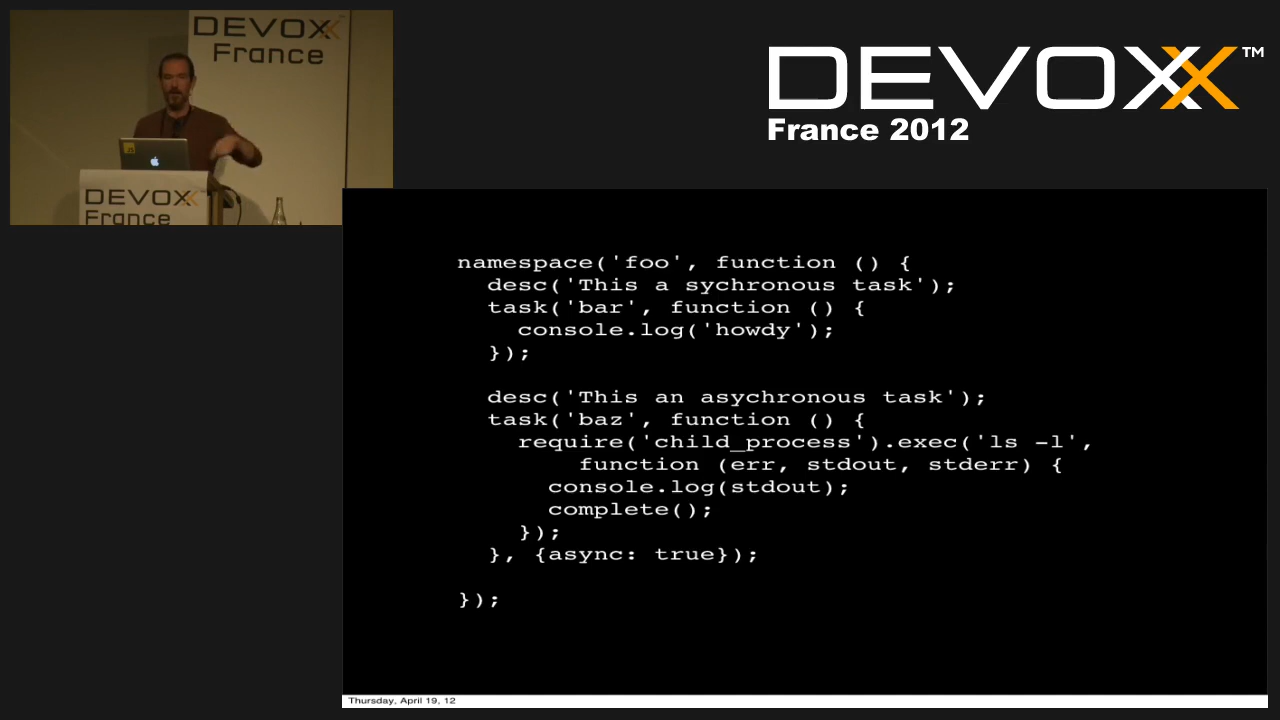 DEVOXX™
France
JS
DEVOXX
France
DEVOXX™
France 2012
namespace('foo', function () {
desc('This a sychronous task');
task('bar', function () {
console.log('howdy');
});
desc('This an asychronous task');
task('baz', function () {
require('child_process').exec('ls -l',
function (err, stdout, stderr) {
console.log(stdout);
complete();
});
}, {async: true});
});
Thursday, April 19, 12